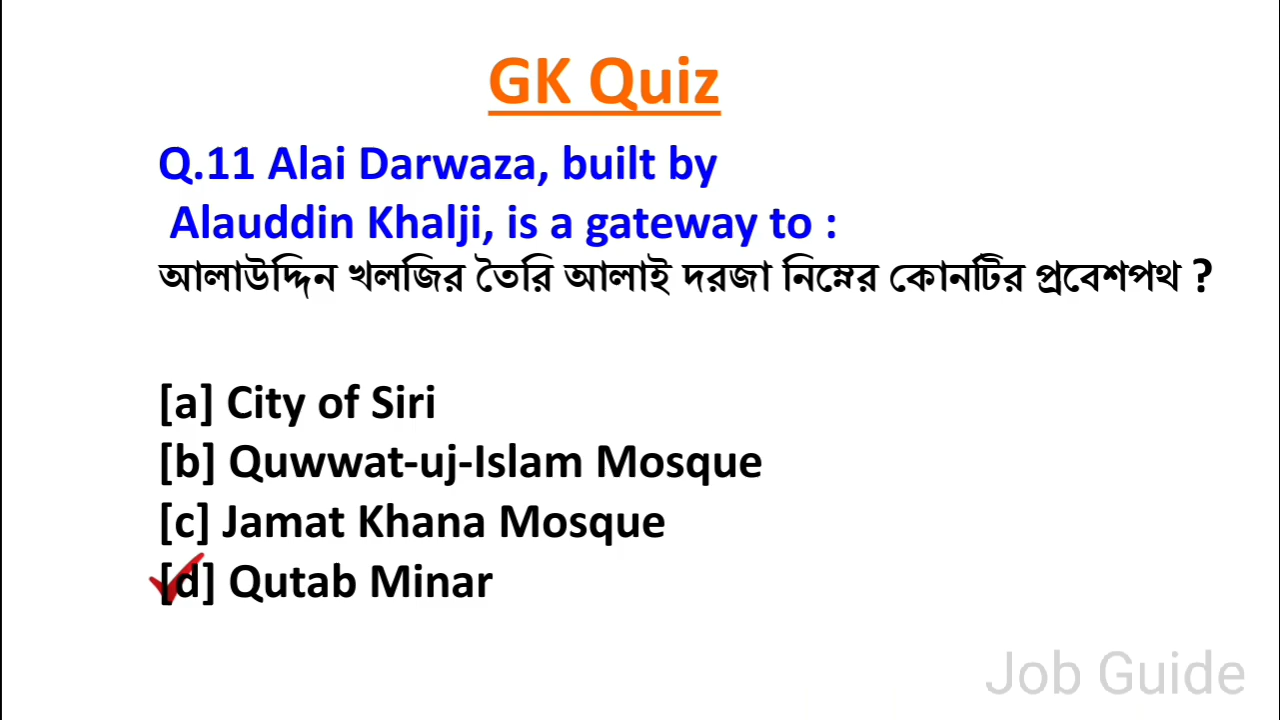 GK Quiz
Q.11 Alai Darwaza, built by
Alauddin Khalji, is a gateway to :
আলাউদ্দিন খলজির তৈরি আলাই দরজা নিম্নের কোনটির প্রবেশপথ ?
[a] City of Siri
[b] Quwwat-uj-Islam Mosque
[c] Jamat Khana Mosque
[d] Qutab Minar
Job Guide